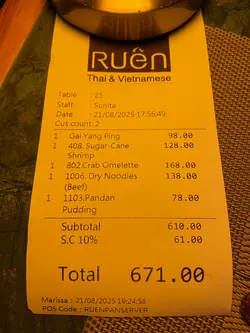 Ruên
Thai & Vietnamese
Table : 25
Staff : Sunita
Date : 21/08/2025 17:56:49
Cus.count: 2
1 Gai Yang Ping 98.00
1 408. Sugar-Cane 128.00
Shrimp
1 802.Crab Omelette 168.00
1 1006. Dry Noodles 138.00
(Beef)
1 1103.Pandan 78.00
Pudding
Subtotal 610.00
S.C 10% 61.00
Total 671.00
Marissa : 21/08/2025 19:24:58
POS Code : RUENPANSERVER